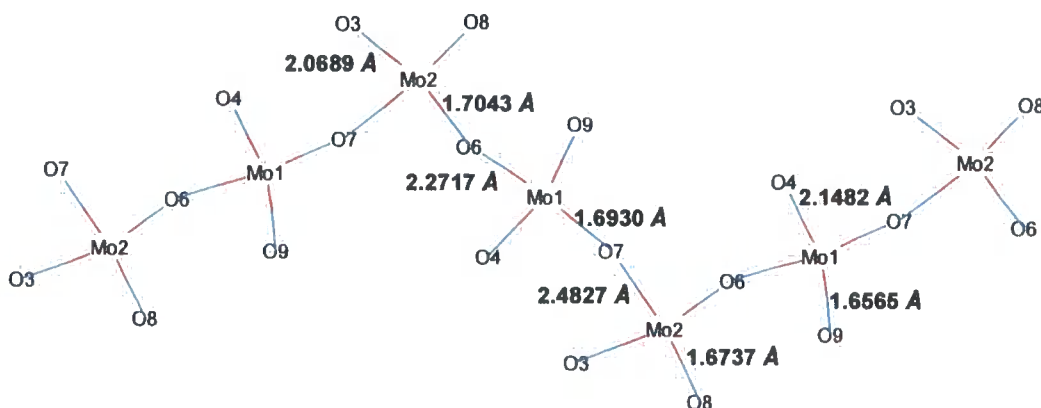 O3
O8
2.0689 A
Mo2
O4
1.7043 A
O7
O3
O8
O9
O6
Mo2
Mo1
2.2717 A
O7
O4
2.1482 A
O6
Mo1
1.6930 A
O7
O6
Mo2
O9
O4
O7
Mo1
O3
2.4827 A
O6
1.6565 A
O8
Mo2
O9
O3
1.6737 A
O8